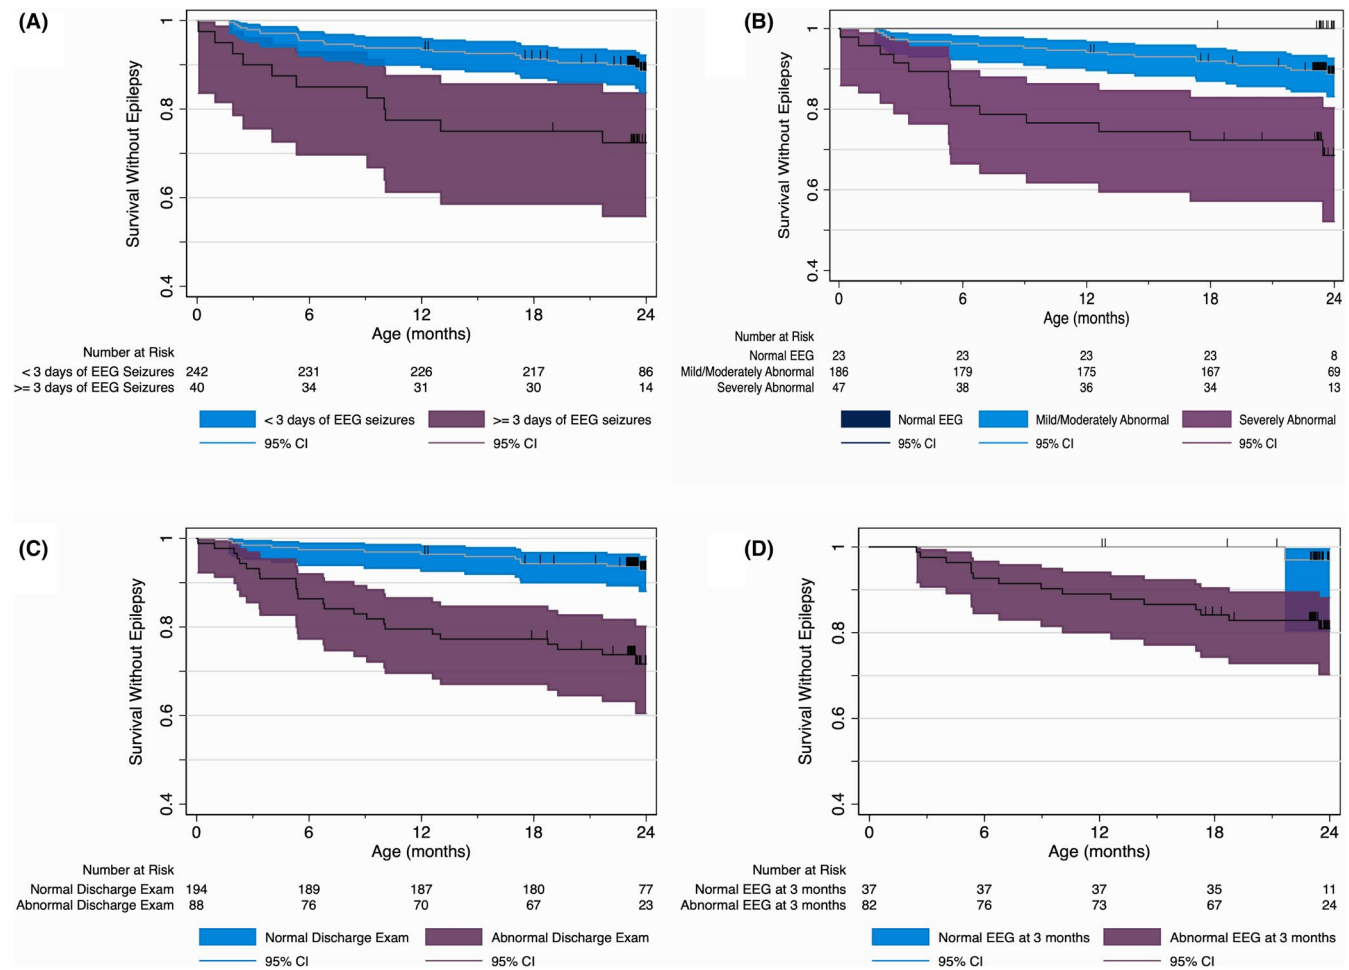 (A)
Survival Without Epilepsy
1
0.8
0.6
0.4
0 6 12 18 24
Age (months)
Number at Risk
< 3 days of EEG Seizures 242 231 226 217 86
>= 3 days of EEG Seizures 40 34 31 30 14
< 3 days of EEG seizures >= 3 days of EEG seizures
95% CI 95% CI
(B)
Survival Without Epilepsy
1
0.8
0.6
0.4
0 6 12 18 24
Age (months)
Number at Risk
Normal EEG 23 23 23 23 8
Mild/Moderately Abnormal 186 179 175 167 69
Severely Abnormal 47 38 36 34 13
Normal EEG Mild/Moderately Abnormal Severely Abnormal
95% CI 95% CI 95% CI
(C)
Survival Without Epilepsy
1
0.8
0.6
0.4
0 6 12 18 24
Age (months)
Number at Risk
Normal Discharge Exam 194 189 187 180 77
Abnormal Discharge Exam 88 76 70 67 23
Normal Discharge Exam Abnormal Discharge Exam
95% CI 95% CI
(D)
Survival Without Epilepsy
1
0.8
0.6
0.4
0 6 12 18 24
Age (months)
Number at Risk
Normal EEG at 3 months 37 37 37 35 11
Abnormal EEG at 3 months 82 76 73 67 24
Normal EEG at 3 months Abnormal EEG at 3 months
95% CI 95% CI